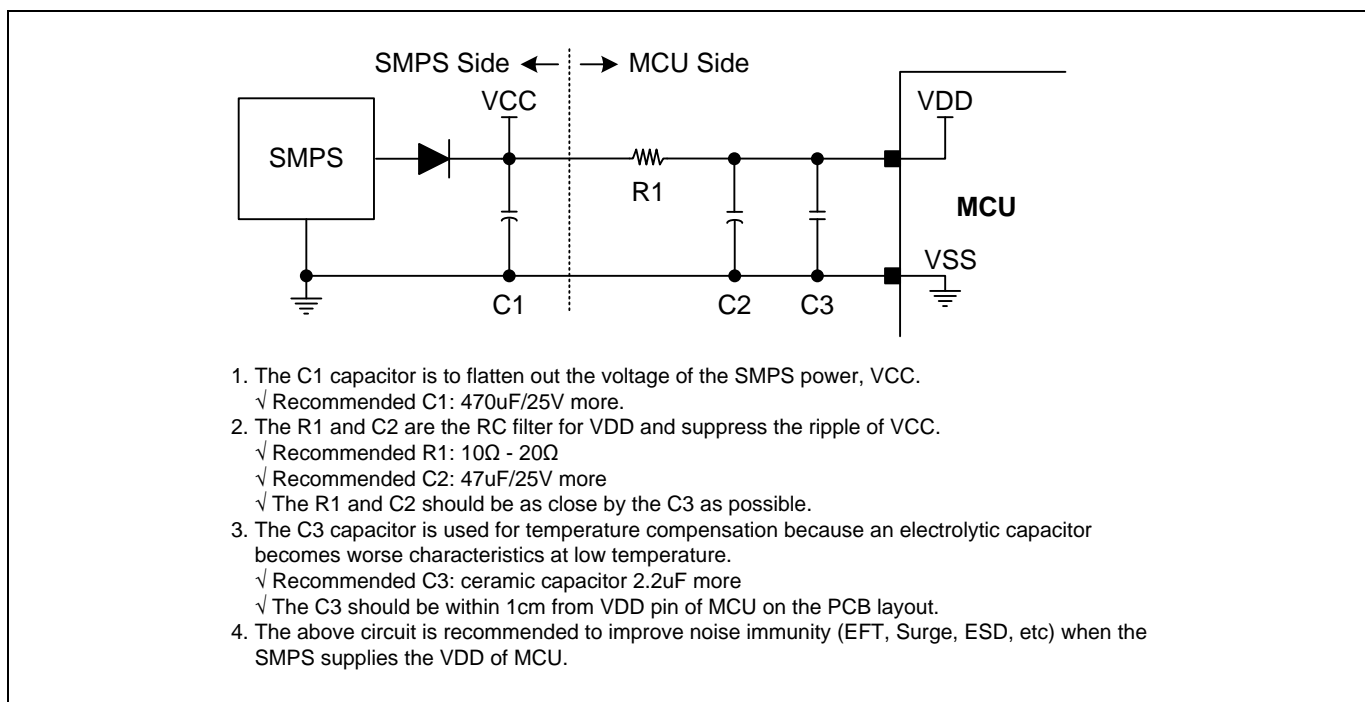 SMPS Side
MCU Side
VCC
VDD
SMPS
R1
MCU
VSS
C1
C2
C3
1. The C1 capacitor is to flatten out the voltage of the SMPS power, VCC.
√ Recommended C1: 470uF/25V more.
2. The R1 and C2 are the RC filter for VDD and suppress the ripple of VCC.
√ Recommended R1: 10Ω - 20Ω
√ Recommended C2: 47uF/25V more
√ The R1 and C2 should be as close by the C3 as possible.
3. The C3 capacitor is used for temperature compensation because an electrolytic capacitor
becomes worse characteristics at low temperature.
√ Recommended C3: ceramic capacitor 2.2uF more
√ The C3 should be within 1cm from VDD pin of MCU on the PCB layout.
4. The above circuit is recommended to improve noise immunity (EFT, Surge, ESD, etc) when the
SMPS supplies the VDD of MCU.